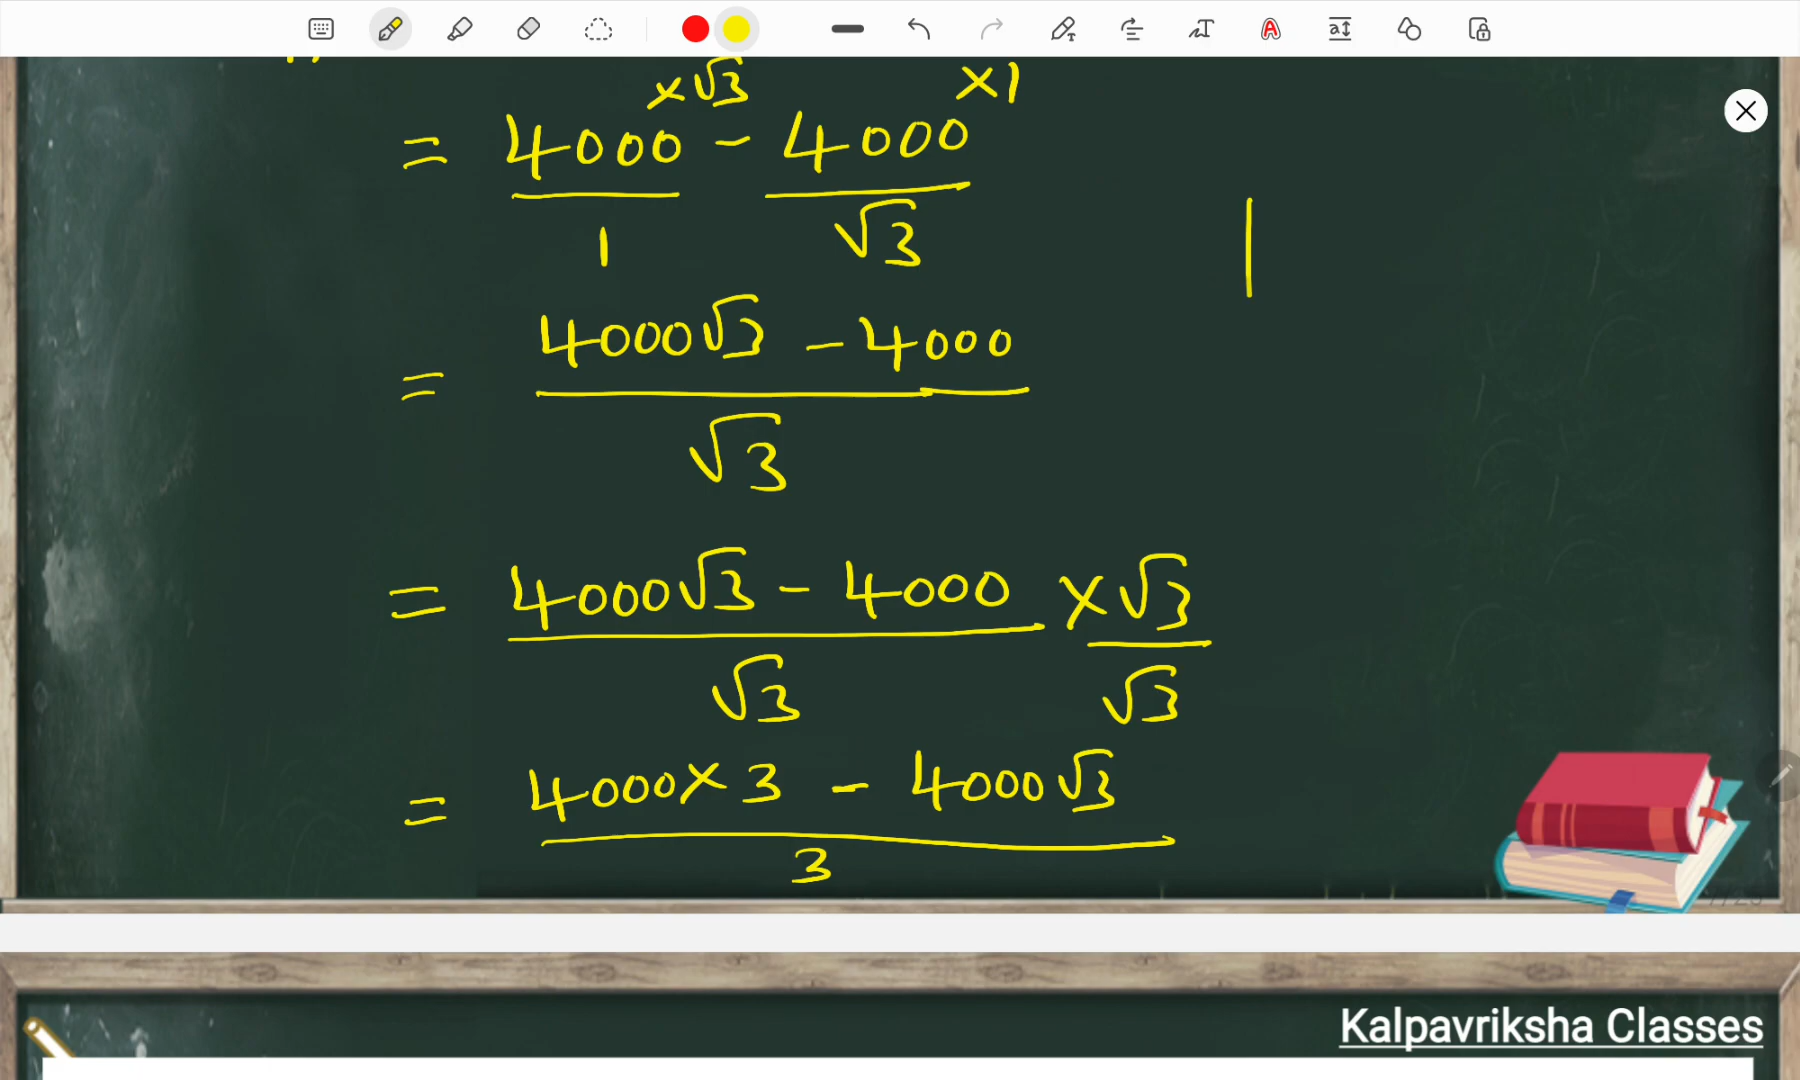 ×√3 ×1
= 4000/1 - 4000/√3
= (4000√3 - 4000)/√3
= (4000√3 - 4000)/√3 × √3/√3
= (4000×3 - 4000√3)/3
Kalpavriksha Classes